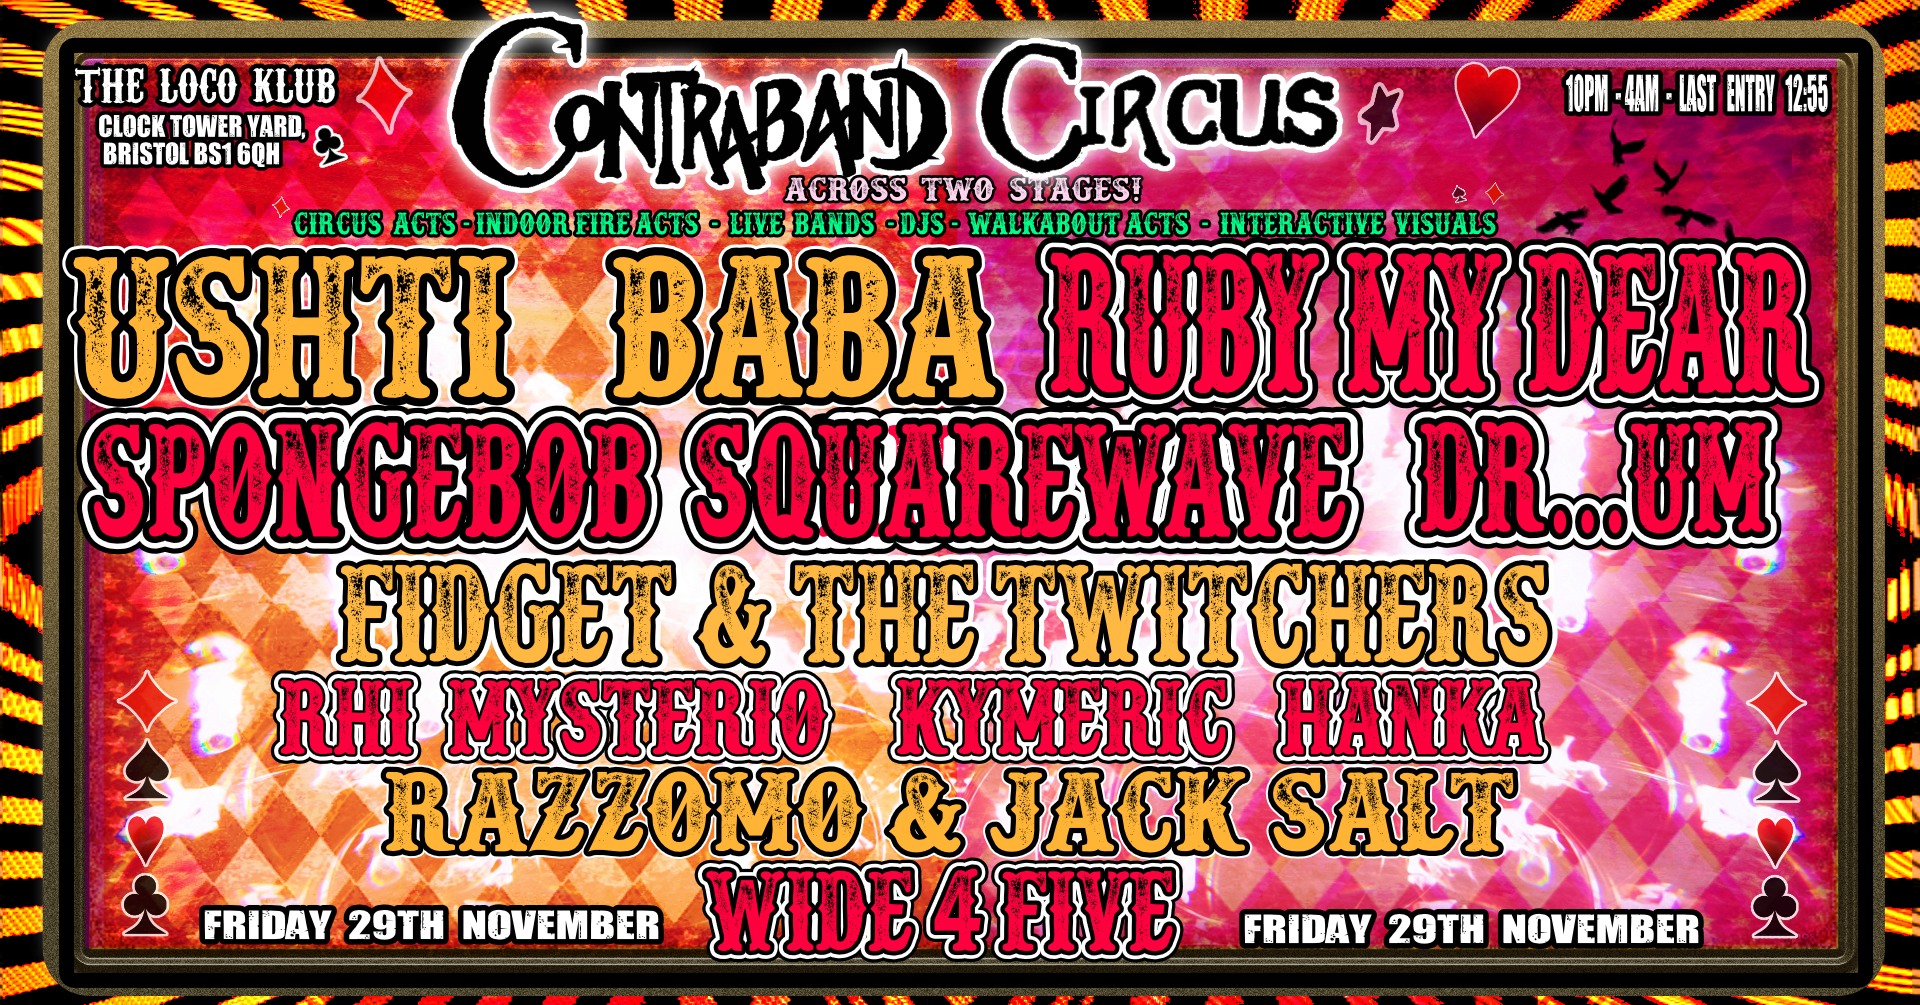 THE LOCO KLUB
CLOCK TOWER YARD,
BRISTOL BS1 6QH
CONTRABAND CIRCUS
10PM - 4AM - LAST ENTRY 12:55
ACROSS TWO STAGES!
CIRCUS ACTS - INDOOR FIRE ACTS - LIVE BANDS - DJS - WALKABOUT ACTS - INTERACTIVE VISUALS
USHTI BABA RUBY MY DEAR
SPONGEBOB SQUAREWAVE DR...UM
FIDGET & THE TWITCHERS
RHI MYSTERIO KYMERIC HANKA
RAZZOMO & JACK SALT
WIDE 4 FIVE
FRIDAY 29TH NOVEMBER
FRIDAY 29TH NOVEMBER